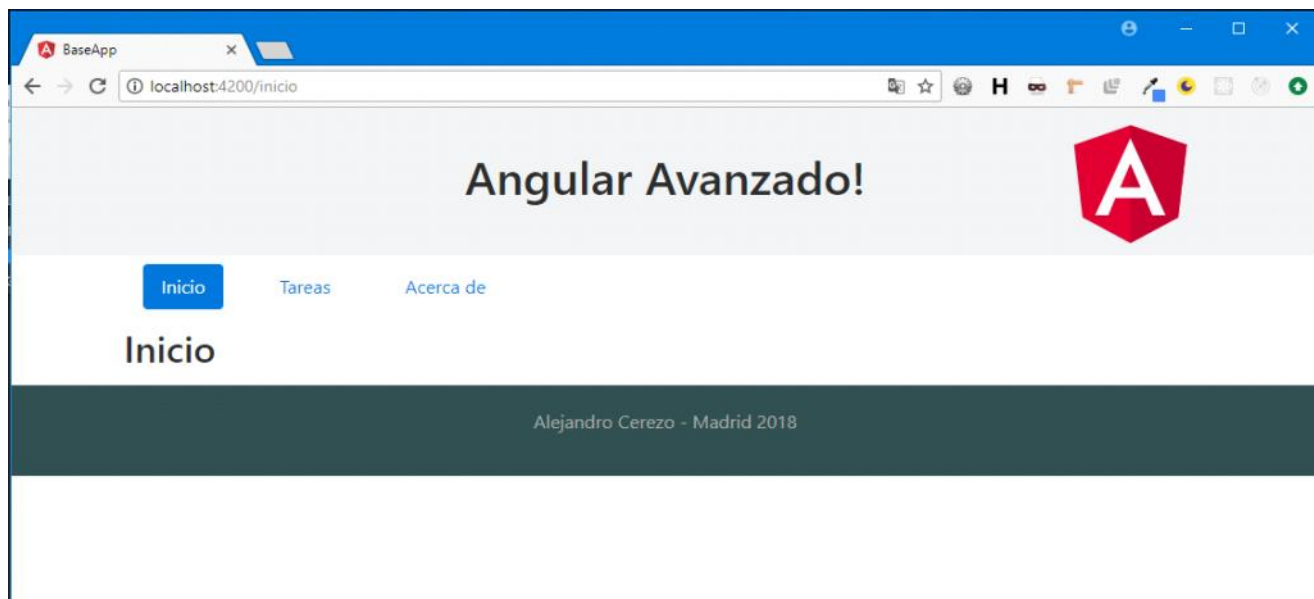 BaseApp
localhost:4200/inicio
H
Angular Avanzado!
A
Inicio Tareas Acerca de
Inicio
Alejandro Cerezo - Madrid 2018